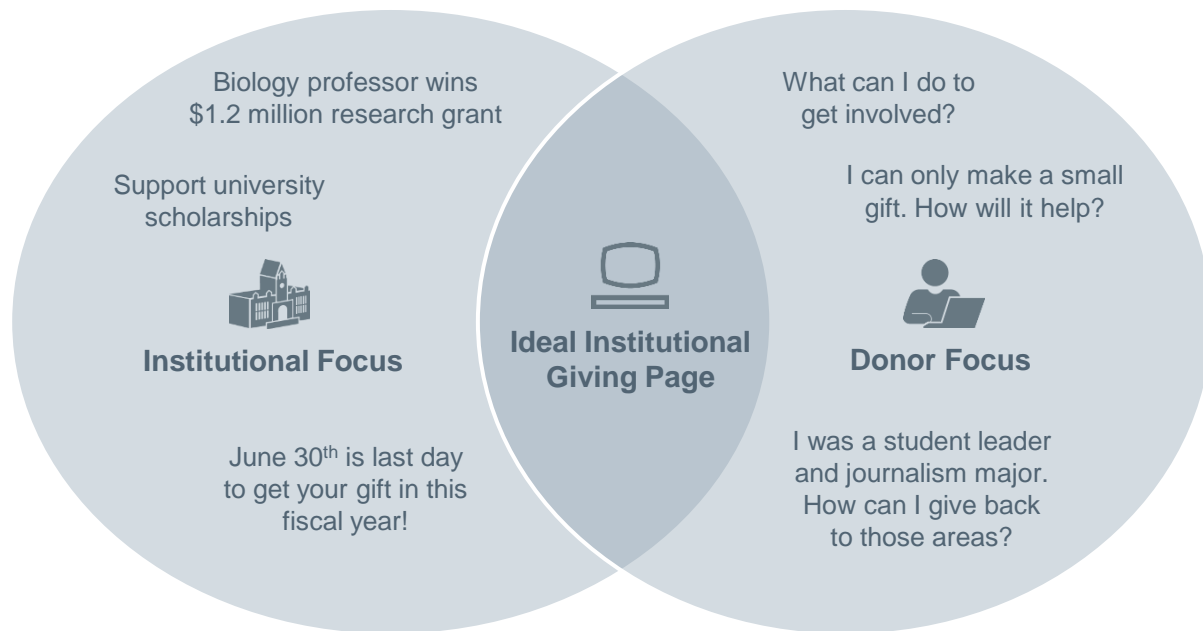 Biology professor wins
$1.2 million research grant
Support university
scholarships
Institutional Focus
June 30th is last day
to get your gift in this
fiscal year!
Ideal Institutional
Giving Page
What can I do to
get involved?
I can only make a small
gift. How will it help?
Donor Focus
I was a student leader
and journalism major.
How can I give back
to those areas?